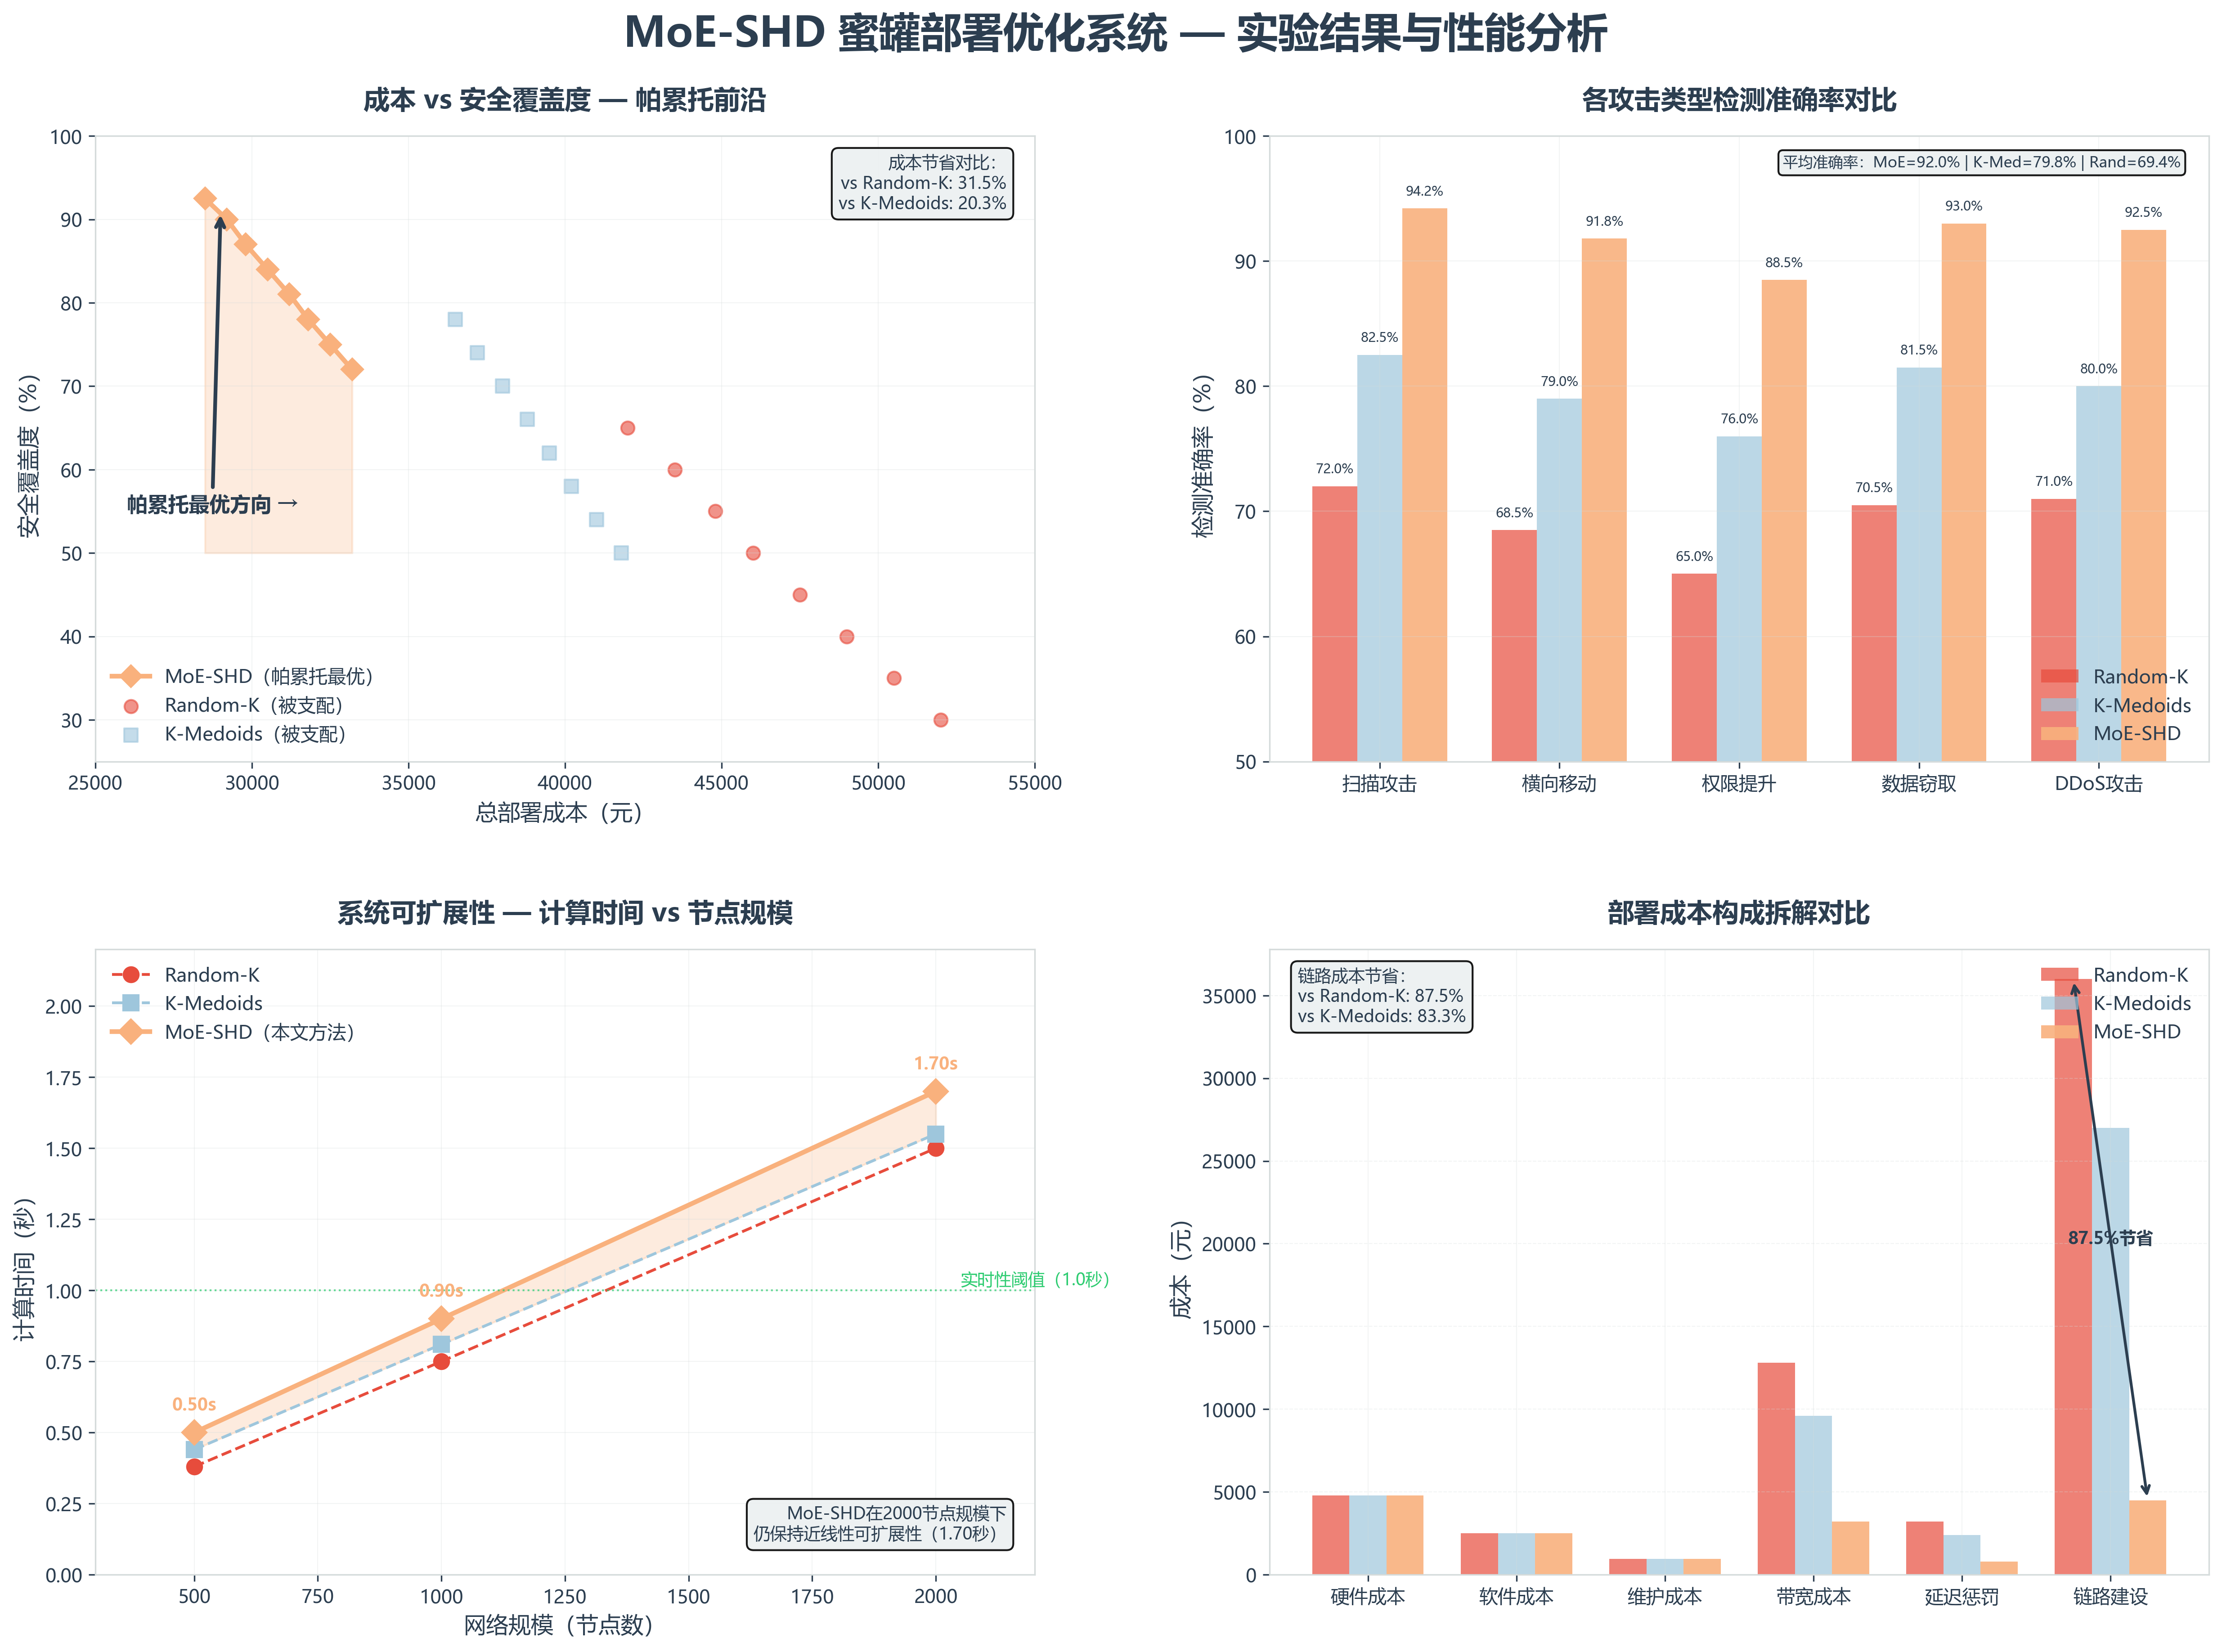 MoE-SHD 蜜罐部署优化系统 — 实验结果与性能分析
成本 vs 安全覆盖度 — 帕累托前沿
100
90
80
70
60
50
40
30
安全覆盖度（%）
成本节省对比：
vs Random-K: 31.5%
vs K-Medoids: 20.3%
帕累托最优方向 →
MoE-SHD（帕累托最优）
Random-K（被支配）
K-Medoids（被支配）
25000 30000 35000 40000 45000 50000 55000
总部署成本（元）
各攻击类型检测准确率对比
100
90
80
70
60
50
检测准确率（%）
平均准确率：MoE=92.0% | K-Med=79.8% | Rand=69.4%
72.0% 82.5% 94.2%
68.5% 79.0% 91.8%
65.0% 76.0% 88.5%
70.5% 81.5% 93.0%
71.0% 80.0% 92.5%
Random-K
K-Medoids
MoE-SHD
扫描攻击 横向移动 权限提升 数据窃取 DDoS攻击
系统可扩展性 — 计算时间 vs 节点规模
2.00
1.75
1.50
1.25
1.00
0.75
0.50
0.25
0.00
计算时间（秒）
Random-K
K-Medoids
MoE-SHD（本文方法）
0.50s
0.90s
1.70s
实时性阈值（1.0秒）
MoE-SHD在2000节点规模下
仍保持近线性可扩展性（1.70秒）
500 750 1000 1250 1500 1750 2000
网络规模（节点数）
部署成本构成拆解对比
35000
30000
25000
20000
15000
10000
5000
0
成本（元）
链路成本节省：
vs Random-K: 87.5%
vs K-Medoids: 83.3%
Random-K
K-Medoids
MoE-SHD
87.5%节省
硬件成本 软件成本 维护成本 带宽成本 延迟惩罚 链路建设